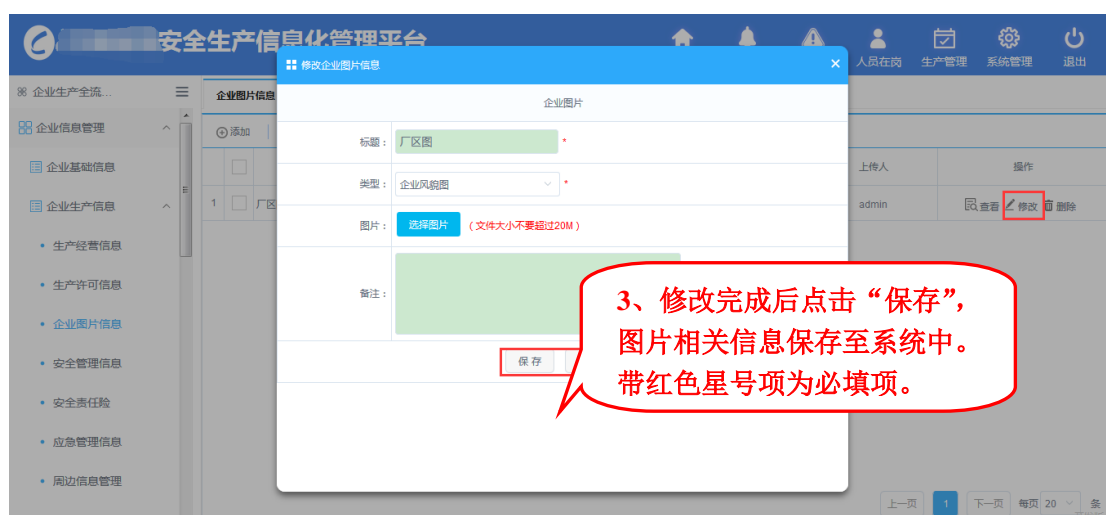 安全生产信息化管理平台
人员在岗 生产管理 系统管理 退出
企业生产全流...
企业图片信息
修改企业图片信息
企业图片
企业信息管理
添加
标题： 厂区图 *
企业基础信息
上传人 操作
类型： 企业风貌图 *
企业生产信息
1 厂区
admin 查看 修改 删除
图片： 选择图片 （文件大小不要超过20M）
生产经营信息
生产许可信息
备注：
3、修改完成后点击“保存”，
图片相关信息保存至系统中。
带红色星号项为必填项。
企业图片信息
安全管理信息
保 存
安全责任险
应急管理信息
周边信息管理
上一页 1 下一页 每页 20 条